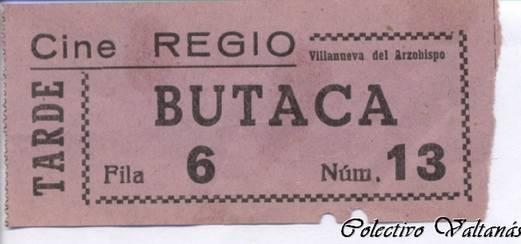 Cine REGIO
Villanueva del Arzobispo
TARDE
BUTACA
Fila 6 Núm. 13
Colectivo Valtanás